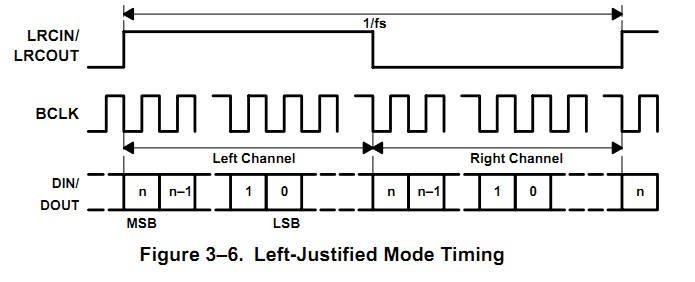 1/fs
LRCIN/
LRCOUT
BCLK
Left Channel
Right Channel
DIN/
DOUT
n n–1 1 0 n n–1 1 0 n
MSB LSB
Figure 3–6. Left-Justified Mode Timing